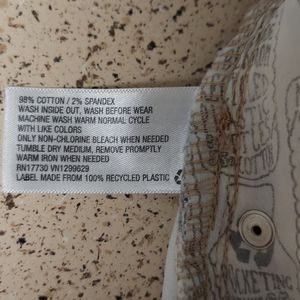 98% COTTON / 2% SPANDEX
WASH INSIDE OUT, WASH BEFORE WEAR
MACHINE WASH WARM NORMAL CYCLE
WITH LIKE COLORS
ONLY NON-CHLORINE BLEACH WHEN NEEDED
TUMBLE DRY MEDIUM, REMOVE PROMPTLY
WARM IRON WHEN NEEDED
RN17730 VN1299629
LABEL MADE FROM 100% RECYCLED PLASTIC